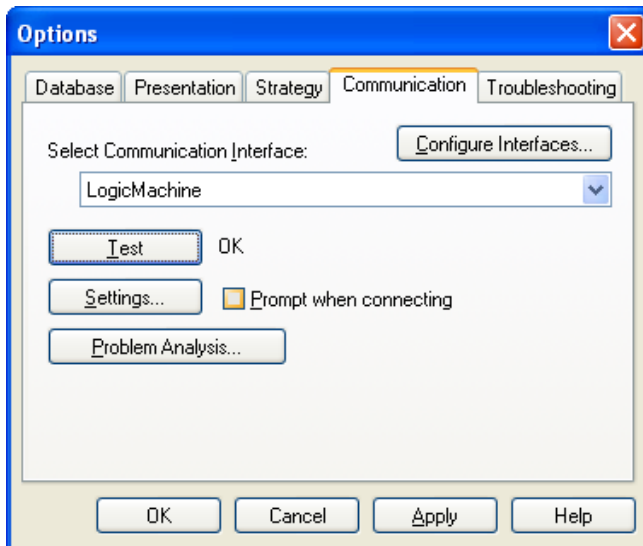 Options
Database Presentation Strategy Communication Troubleshooting
Select Communication Interface: Configure Interfaces...
LogicMachine
Test OK
Settings... Prompt when connecting
Problem Analysis...
OK Cancel Apply Help